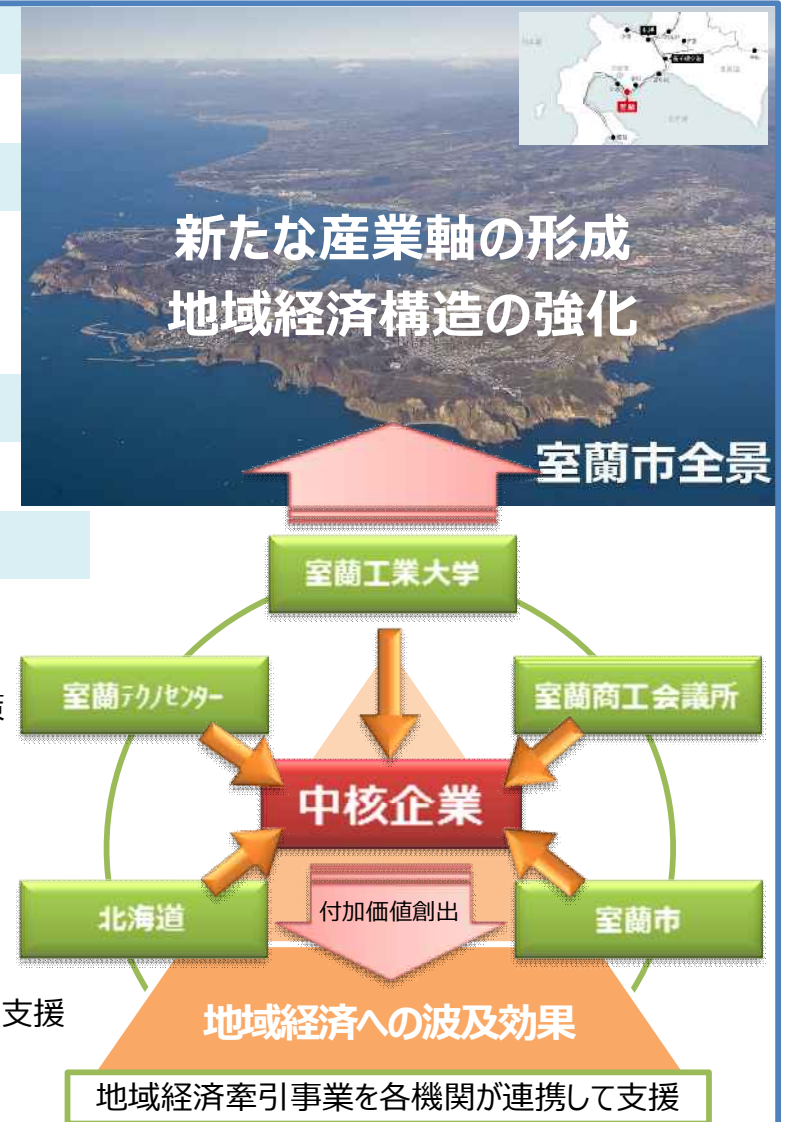 室蘭
新たな産業軸の形成
地域経済構造の強化
室蘭市全景
室蘭工業大学
室蘭テクノセンター
室蘭商工会議所
中核企業
北海道
付加価値創出
室蘭市
支援
地域経済への波及効果
地域経済牽引事業を各機関が連携して支援